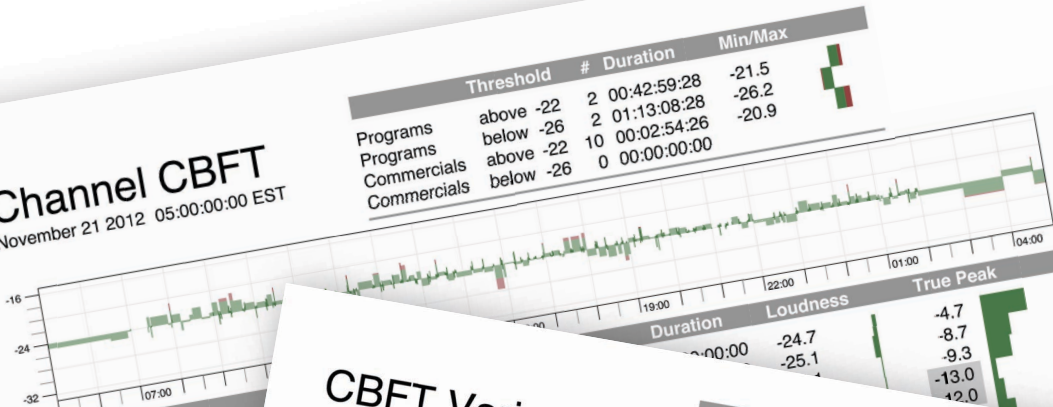 Threshold # Duration Min/Max
Programs above -22 2 00:42:59:28 -21.5
Programs below -26 2 01:13:08:28 -26.2
Commercials above -22 10 00:02:54:26 -20.9
Commercials below -26 0 00:00:00:00
Channel CBFT
November 21 2012 05:00:00:00 EST
-16
-24
-32
07:00
19:00
22:00
01:00
04:00
Duration Loudness True Peak
-24.7 -4.7
-25.1 -8.7
-9.3
-13.0
12.0
CBFT